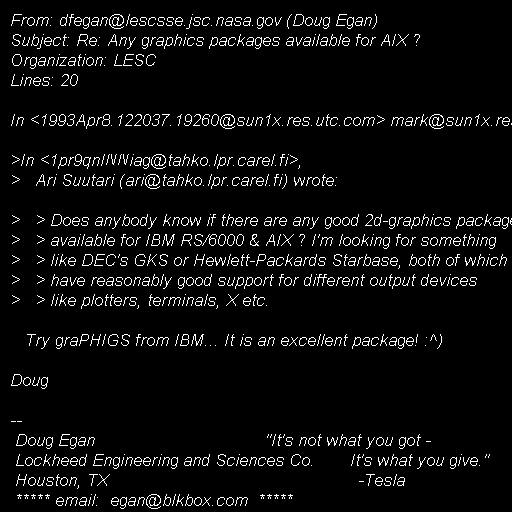 From: dfegan@lescsse.jsc.nasa.gov (Doug Egan)
Subject: Re: Any graphics packages available for AIX ?
Organization: LESC
Lines: 20
In <1993Apr8.122037.19260@sun1x.res.utc.com> mark@sun1x.res
>In <1pr9qnINNiag@tahko.lpr.carel.fi>,
> Ari Suutari (ari@tahko.lpr.carel.fi) wrote:
> > Does anybody know if there are any good 2d-graphics package
> > available for IBM RS/6000 & AIX ? I'm looking for something
> > like DEC's GKS or Hewlett-Packards Starbase, both of which
> > have reasonably good support for different output devices
> > like plotters, terminals, X etc.
Try graPHIGS from IBM... It is an excellent package! :^)
Doug
--
Doug Egan "It's not what you got -
Lockheed Engineering and Sciences Co. It's what you give."
Houston, TX -Tesla
***** email: egan@blkbox.com *****